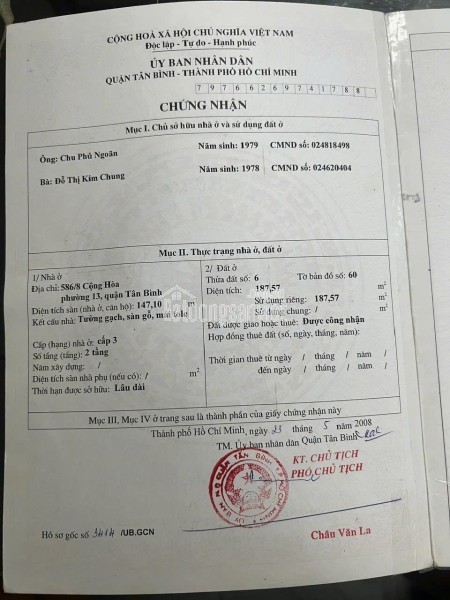 CỘNG HOÀ XÃ HỘI CHỦ NGHĨA VIỆT NAM
Độc lập - Tự do - Hạnh phúc
ỦY BAN NHÂN DÂN
QUẬN TÂN BÌNH - THÀNH PHỐ HỒ CHÍ MINH
7 9 7 6 6 2 6 9 7 4 1 7 8 8
CHỨNG NHẬN
Mục I. Chủ sở hữu nhà ở và sử dụng đất ở
Ông: Chu Phủ Ngoãn Năm sinh: 1979 CMND số: 024818498
Bà: Đỗ Thị Kim Chung Năm sinh: 1978 CMND số: 024620404
Mục II. Thực trạng nhà ở, đất ở
1/ Nhà ở
Địa chỉ: 586/8 Cộng Hòa
phường 13, quận Tân Bình
Diện tích sàn (nhà ở, căn hộ): 147,10 m²
Kết cấu nhà: Tường gạch, sàn gỗ, mái tole
Cấp (hạng) nhà ở: cấp 3
Số tầng (tầng): 2 tầng
Năm xây dựng: /
Diện tích sàn nhà phụ (nếu có) / m²
Thời hạn được sở hữu: Lâu dài
2/ Đất ở
Thửa đất số: 6 Tờ bản đồ số: 60
Diện tích: 187,57 m²
Sử dụng riêng: 187,57 m²
Sử dụng chung: / m²
Đất được giao hoặc thuê: Được công nhận
Hợp đồng thuê đất (số, ngày, tháng, năm):
Thời gian thuê từ ngày / tháng / năm /
đến ngày / tháng / năm /
Mục III, Mục IV ở trang sau là thành phần của giấy chứng nhận này
Thành phố Hồ Chí Minh, ngày 23 tháng 5 năm 2008
TM. Ủy ban nhân dân Quận Tân Bình
KT. CHỦ TỊCH
PHÓ CHỦ TỊCH
Hồ sơ gốc số 3414 /UB.GCN
Châu Văn La